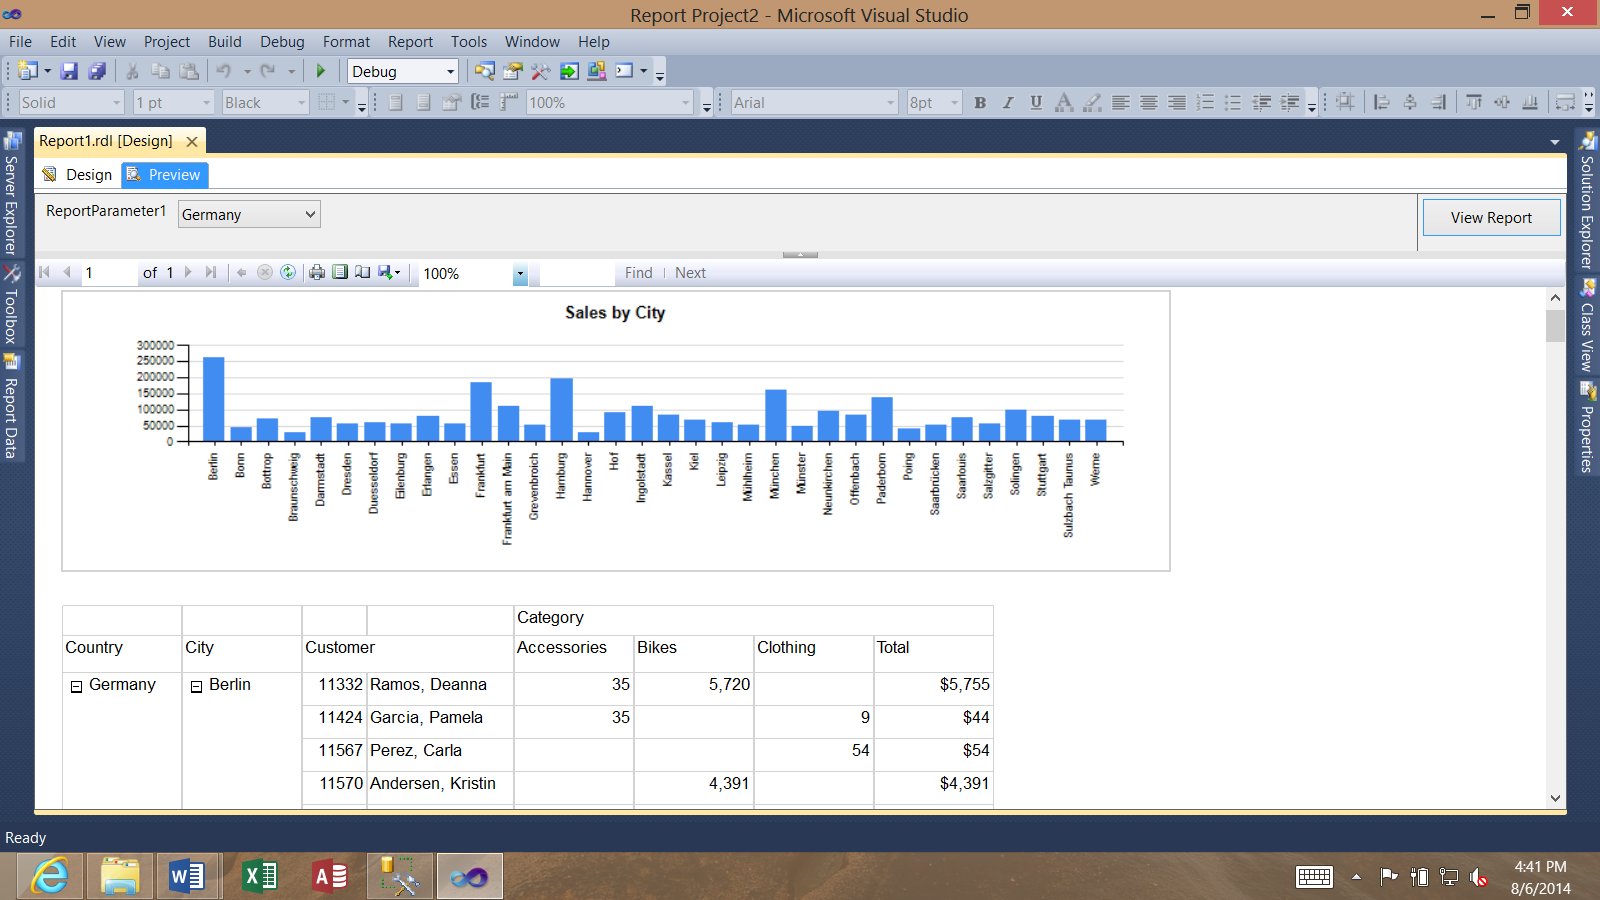 Report Project2 - Microsoft Visual Studio
File Edit View Project Build Debug Format Report Tools Window Help
Debug
Solid 1 pt Black 100% Arial 8pt B I U A
Server Explorer
Toolbox
Report Data
Report1.rdl [Design]
Design Preview
ReportParameter1 Germany View Report
1 of 1 100% Find Next
Solution Explorer
Class View
Properties
Sales by City
300000
250000
200000
150000
100000
50000
0
Berlin
Bonn
Bottrop
Braunschweig
Darmstadt
Dresden
Duesseldorf
Eilenburg
Erlangen
Essen
Frankfurt
Frankfurt am Main
Grevenbroich
Hamburg
Hannover
Hof
Ingolstadt
Kassel
Kiel
Leipzig
Mühlheim
München
Münster
Neunkirchen
Offenbach
Paderborn
Poing
Saarbrücken
Saarlouis
Salzgitter
Solingen
Stuttgart
Sulzbach Taunus
Werne
Category
Country City Customer Accessories Bikes Clothing Total
Germany Berlin 11332 Ramos, Deanna 35 5,720 $5,755
11424 Garcia, Pamela 35 9 $44
11567 Perez, Carla 54 $54
11570 Andersen, Kristin 4,391 $4,391
Ready
4:41 PM
8/6/2014